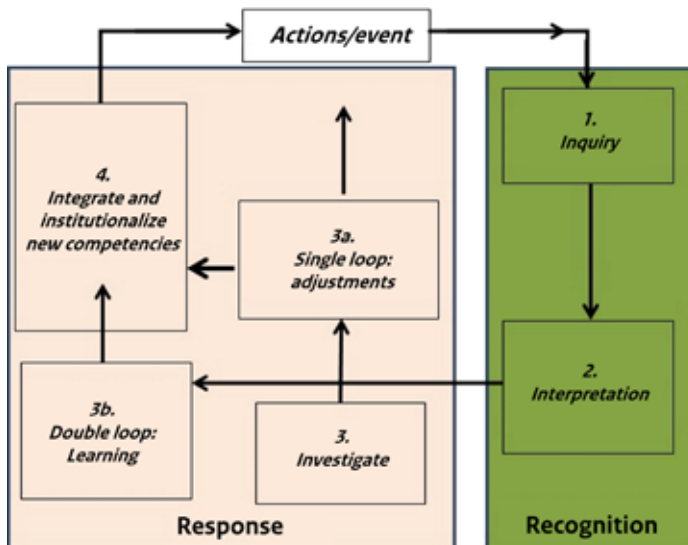 Actions/event
1.
Inquiry
4.
Integrate and
institutionalize
new competencies
3a.
Single loop:
adjustments
2.
Interpretation
3b.
Double loop:
Learning
3.
Investigate
Response
Recognition